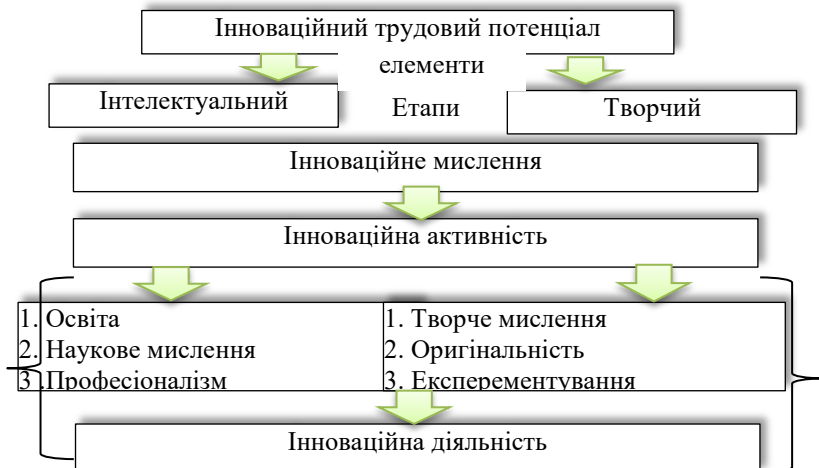 Інноваційний трудовий потенціал
елементи
Інтелектуальний
Етапи
Творчий
Інноваційне мислення
Інноваційна активність
1. Освіта
2. Наукове мислення
3 .Професіоналізм
1. Творче мислення
2. Оригінальність
3. Експерементування
Інноваційна діяльність